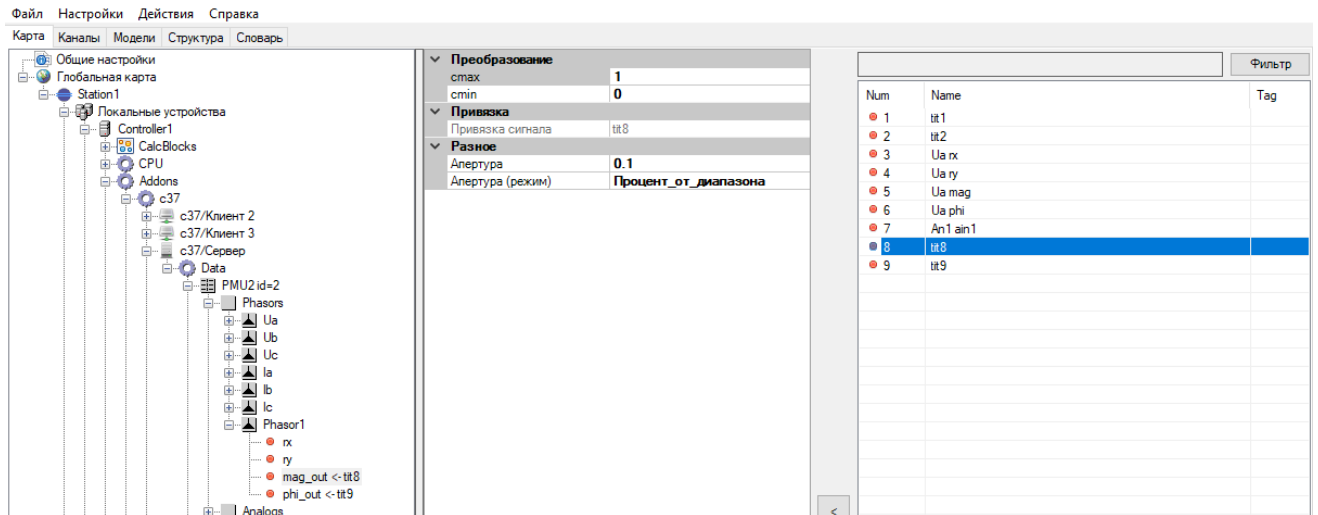 Файл Настройки Действия Справка
Карта Каналы Модели Структура Словарь
Общие настройки
Глобальная карта
Station1
Локальные устройства
Controller1
CalcBlocks
CPU
Addons
c37
c37/Клиент 2
c37/Клиент 3
c37/Сервер
Data
PMU2 id=2
Phasors
Ua
Ub
Uc
Ia
Ib
Ic
Phasor1
rx
ry
mag_out <-tit8
phi_out <-tit9
Analogs
Преобразование
cmax 1
cmin 0
Привязка
Привязка сигнала tit8
Разное
Апертура 0.1
Апертура (режим) Процент_от_диапазона
<
Фильтр
Num Name Tag
1 tit1
2 tit2
3 Ua rx
4 Ua ry
5 Ua mag
6 Ua phi
7 An1 ain1
8 tit8
9 tit9